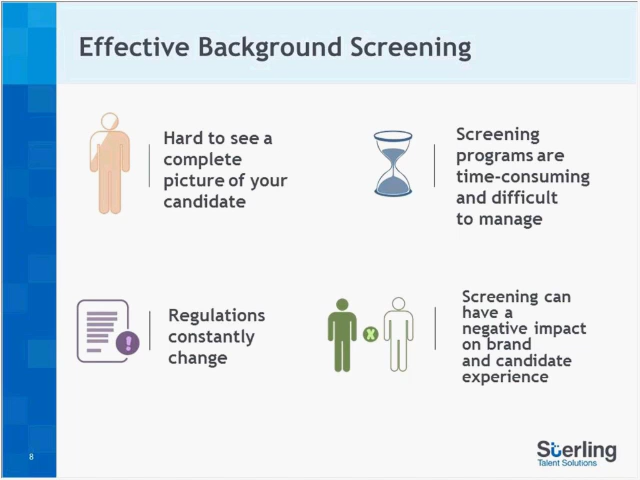 Effective Background Screening
Hard to see a
complete
picture of your
candidate
Screening
programs are
time-consuming
and difficult
to manage
Regulations
constantly
change
Screening can
have a
negative impact
on brand
and candidate
experience
8
Sterling
Talent Solutions